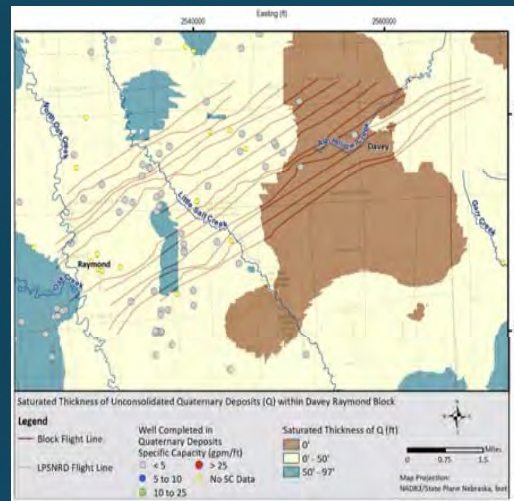 Easting (ft)
2540000
2560000
North Oak Creek
Davey
Little Salt Creek
Raymond
Saturated Thickness of Unconsolidated Quaternary Deposits (Q) within Davey Raymond Block
Legend
Block Flight Line
LPSNRD Flight Line
Well Completed in
Quaternary Deposits
Specific Capacity (gpm/ft)
< 5
> 25
5 to 10
No SC Data
10 to 25
Saturated Thickness of Q (ft)
0'
0' - 50'
50' - 97'
Miles
0
0.75
1.5
Map Projection:
NAD83/State Plane Nebraska, feet